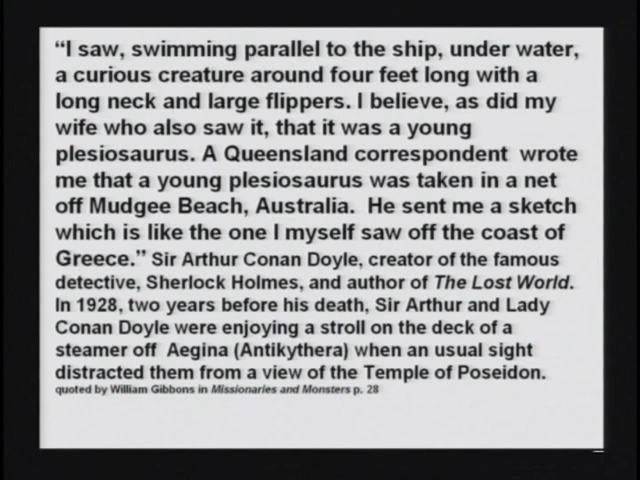 “I saw, swimming parallel to the ship, under water,
a curious creature around four feet long with a
long neck and large flippers. I believe, as did my
wife who also saw it, that it was a young
plesiosaurus. A Queensland correspondent wrote
me that a young plesiosaurus was taken in a net
off Mudgee Beach, Australia. He sent me a sketch
which is like the one I myself saw off the coast of
Greece.” Sir Arthur Conan Doyle, creator of the famous
detective, Sherlock Holmes, and author of The Lost World.
In 1928, two years before his death, Sir Arthur and Lady
Conan Doyle were enjoying a stroll on the deck of a
steamer off Aegina (Antikythera) when an usual sight
distracted them from a view of the Temple of Poseidon.
quoted by William Gibbons in Missionaries and Monsters p. 28